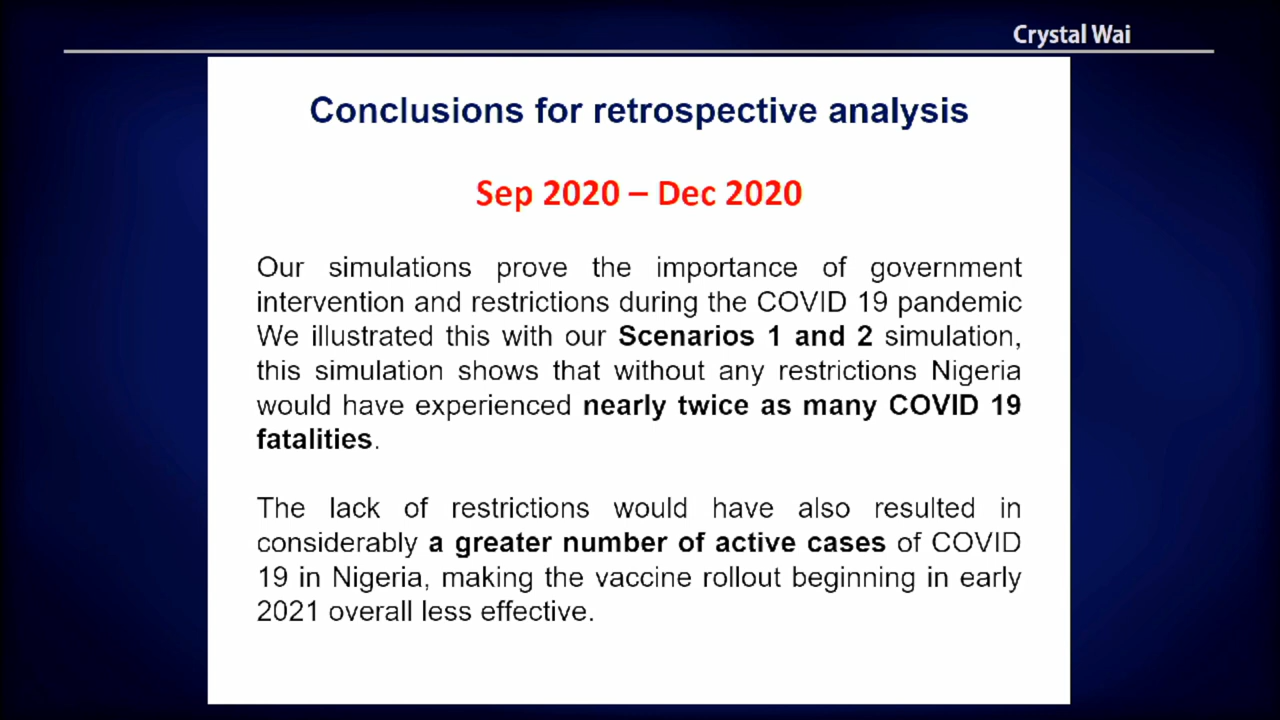 Crystal Wai
Conclusions for retrospective analysis
Sep 2020 – Dec 2020
Our simulations prove the importance of government
intervention and restrictions during the COVID 19 pandemic
We illustrated this with our Scenarios 1 and 2 simulation,
this simulation shows that without any restrictions Nigeria
would have experienced nearly twice as many COVID 19
fatalities.
The lack of restrictions would have also resulted in
considerably a greater number of active cases of COVID
19 in Nigeria, making the vaccine rollout beginning in early
2021 overall less effective.